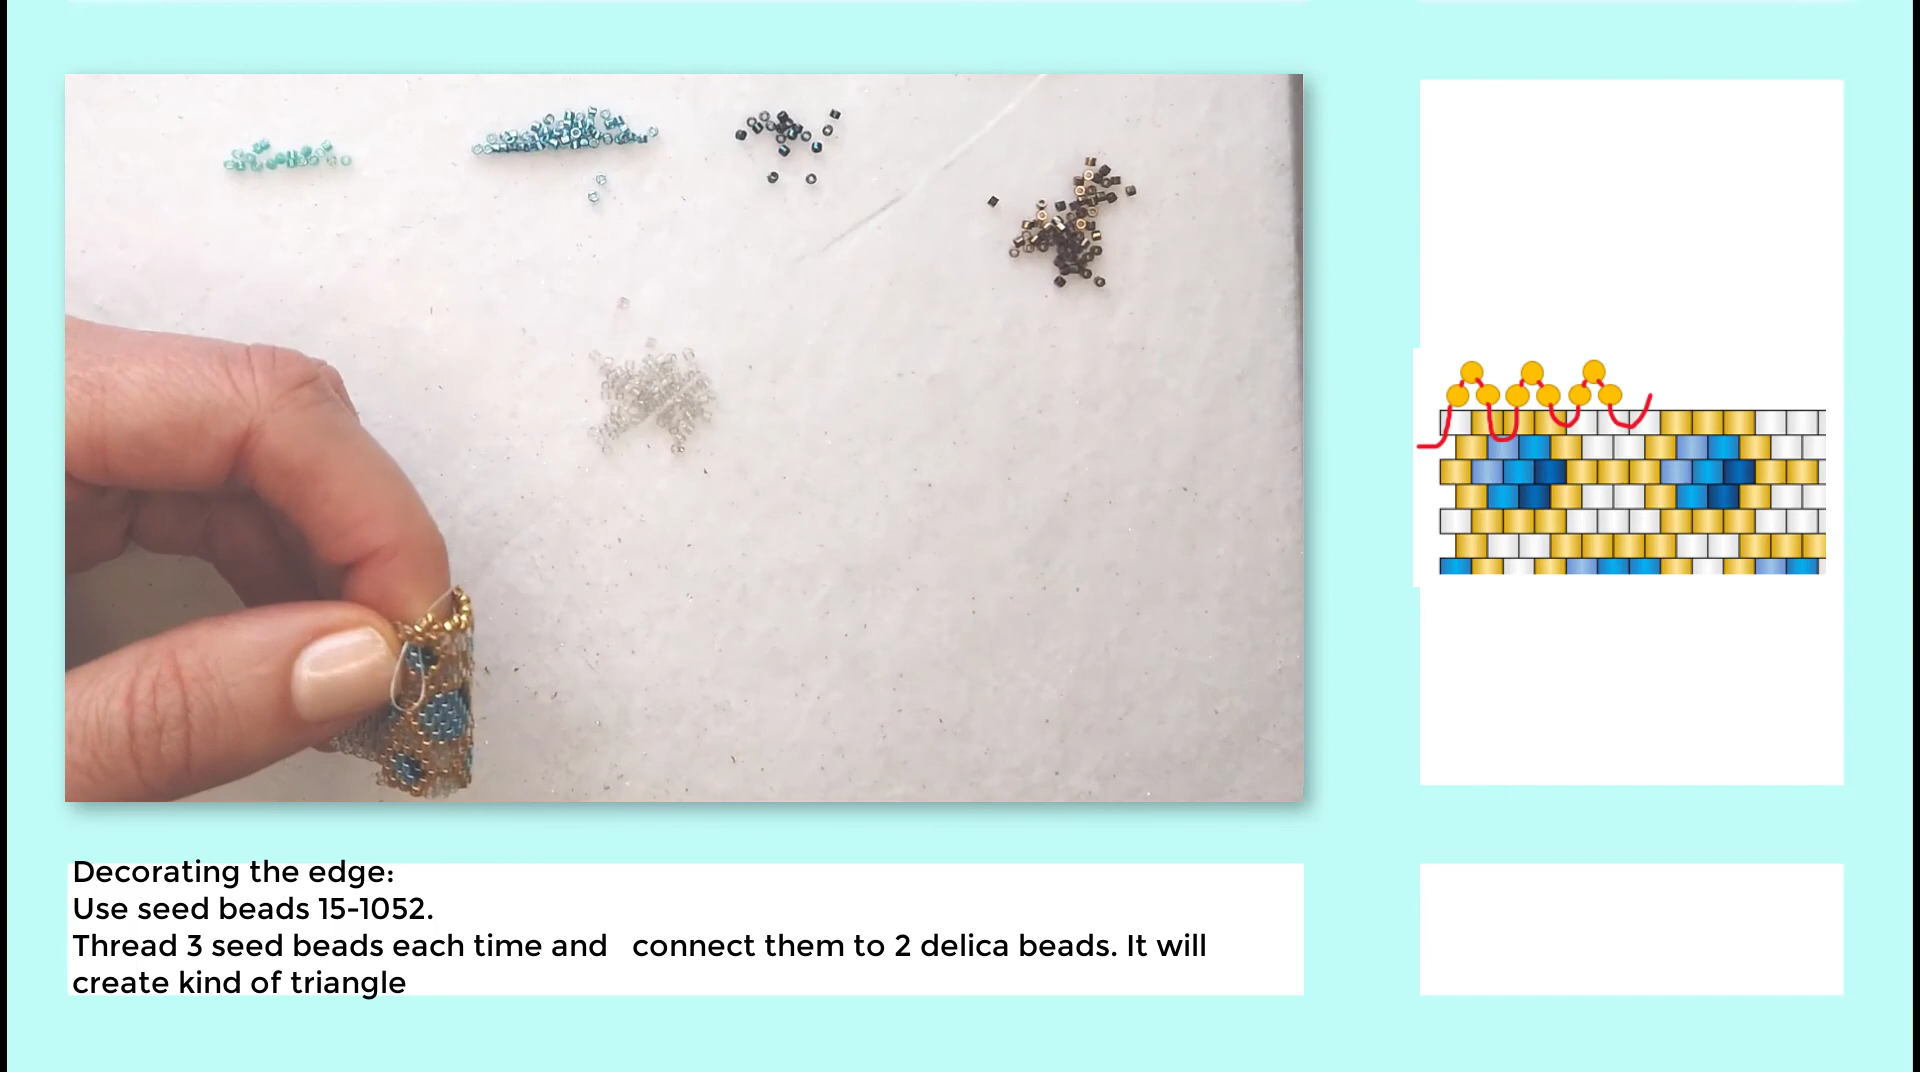 Decorating the edge:
Use seed beads 15-1052.
Thread 3 seed beads each time and   connect them to 2 delica beads. It will
create kind of triangle